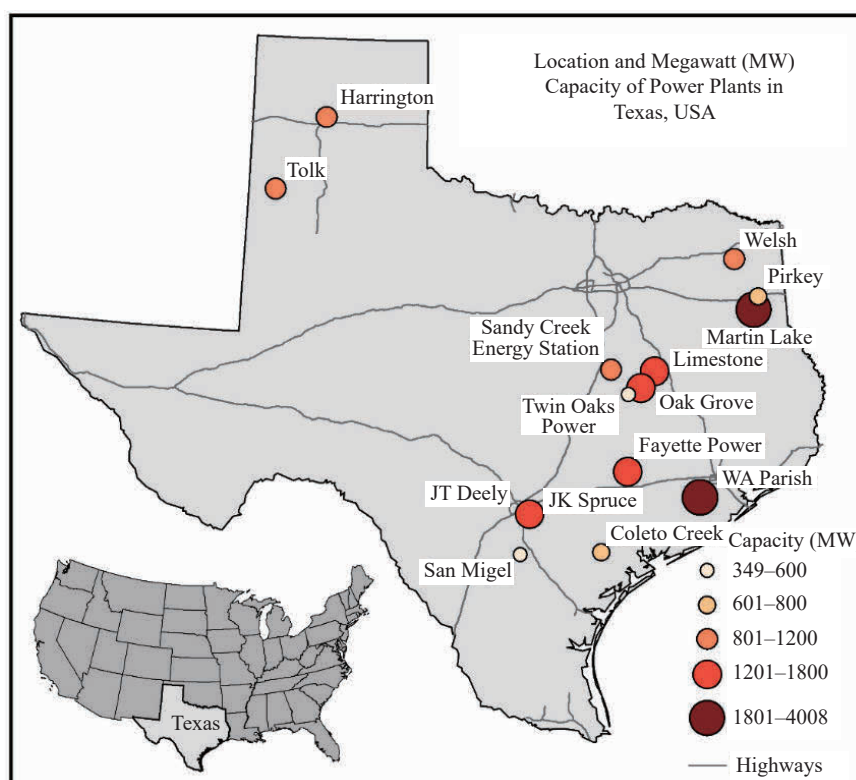 Location and Megawatt (MW)
Capacity of Power Plants in
Texas, USA
Harrington
Tolk
Welsh
Pirkey
Martin Lake
Sandy Creek
Energy Station
Limestone
Twin Oaks
Power
Oak Grove
Fayette Power
WA Parish
JT Deely
JK Spruce
San Migel
Coleto Creek
Capacity (MW
349–600
601–800
801–1200
1201–1800
1801–4008
Highways
Texas